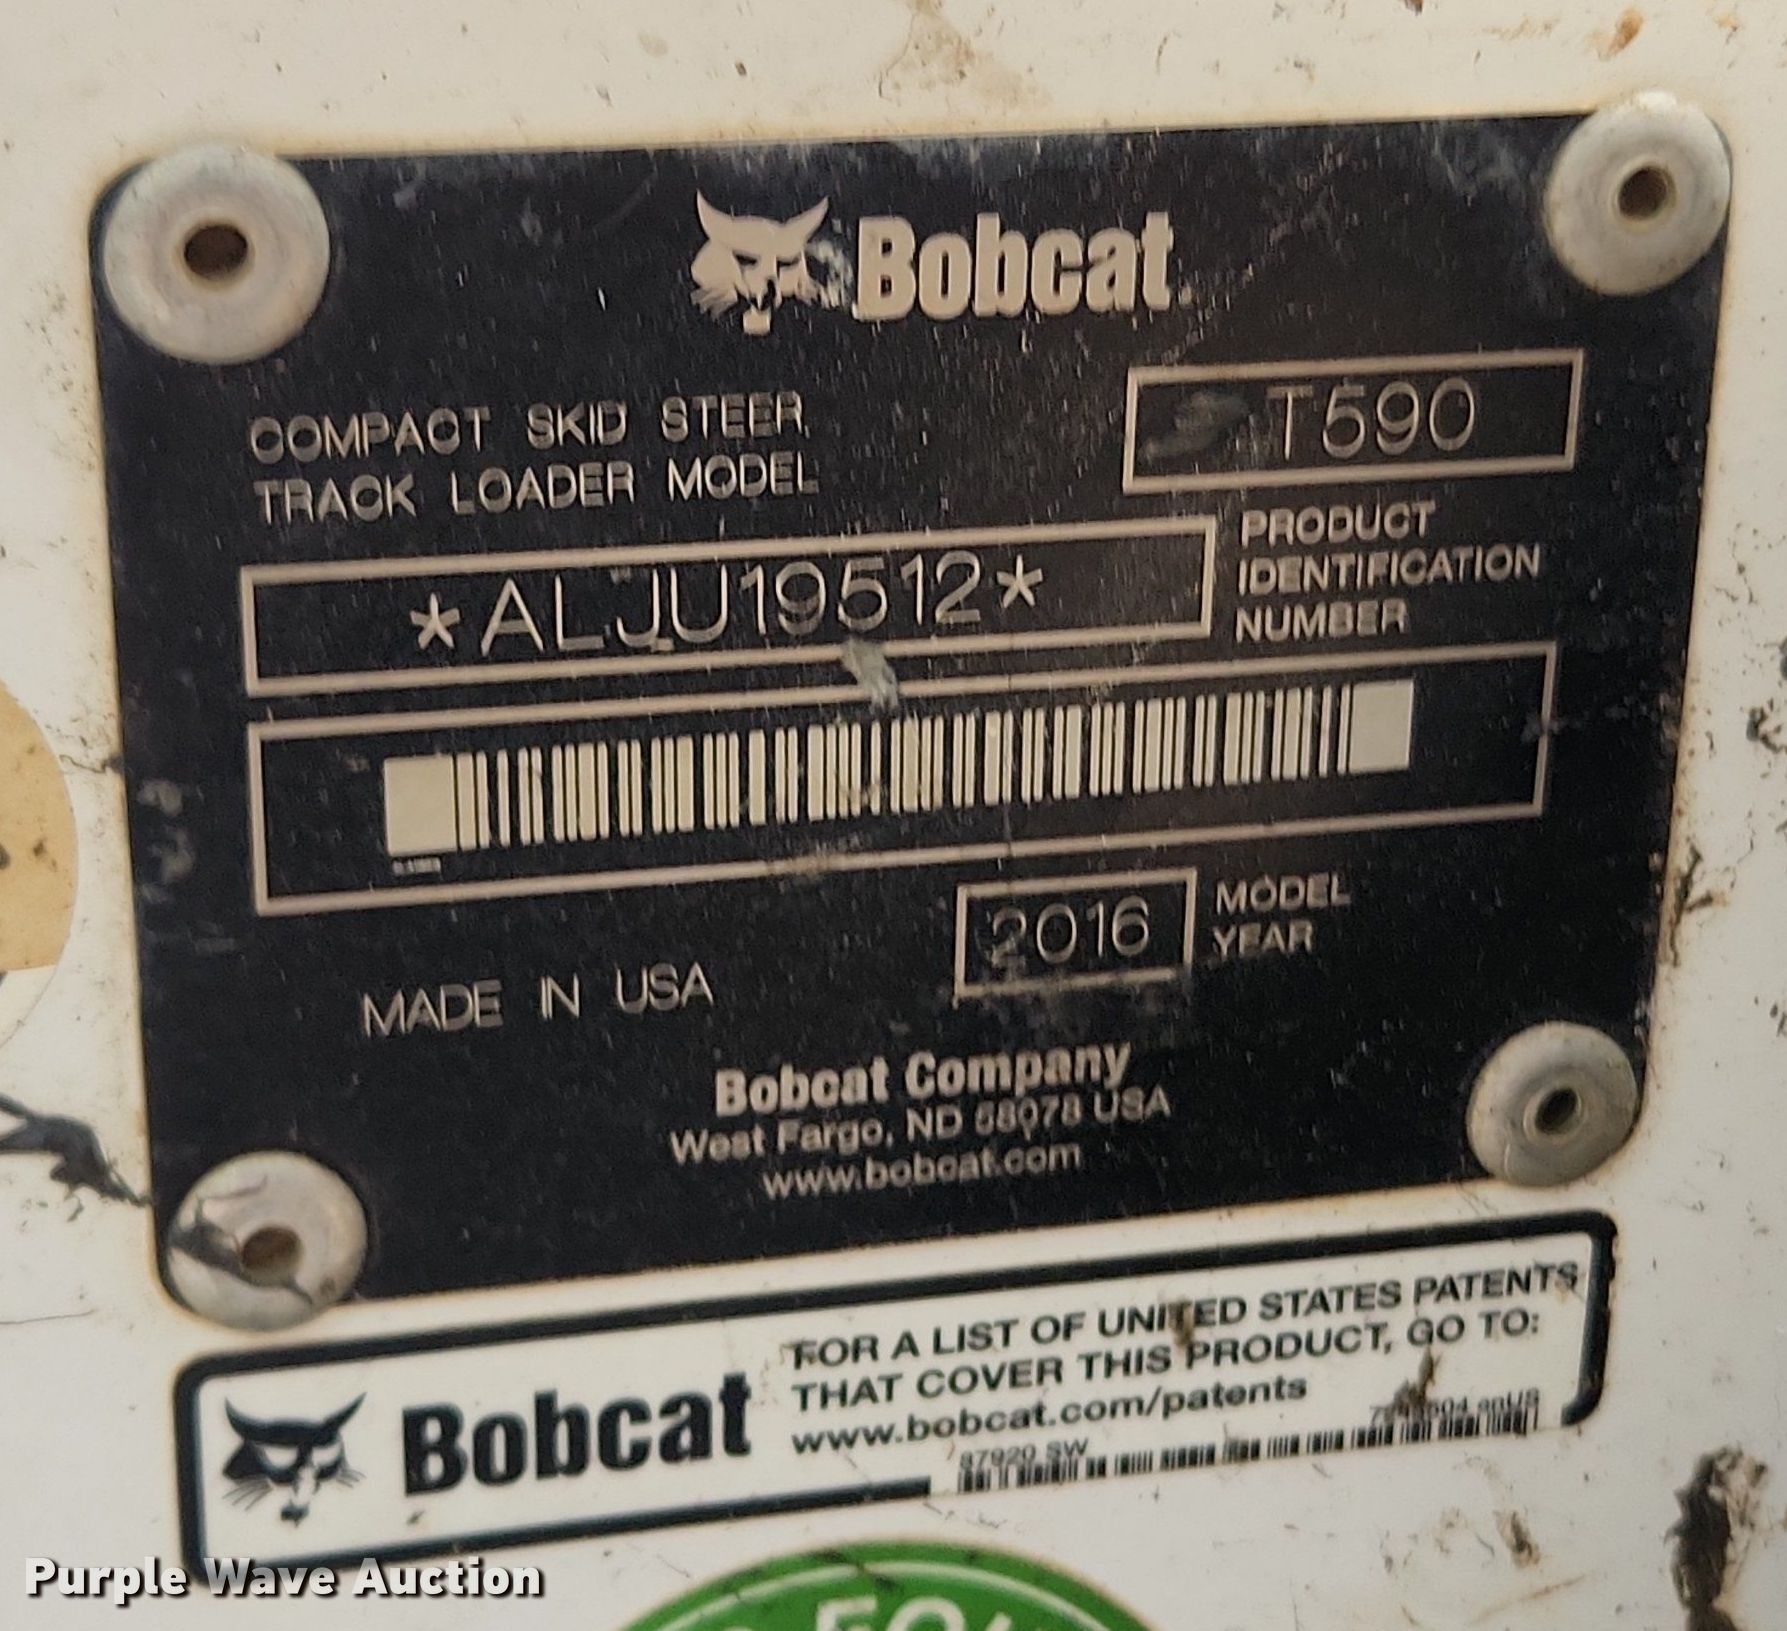 Bobcat
COMPACT SKID STEER
TRACK LOADER MODEL
T590
*ALJU19512*
PRODUCT
IDENTIFICATION
NUMBER
2016
MODEL
YEAR
MADE IN USA
Bobcat Company
West Fargo, ND 58078 USA
www.bobcat.com
Bobcat
FOR A LIST OF UNITED STATES PATENTS
THAT COVER THIS PRODUCT, GO TO:
www.bobcat.com/patents
87920 SW
Purple Wave Auction